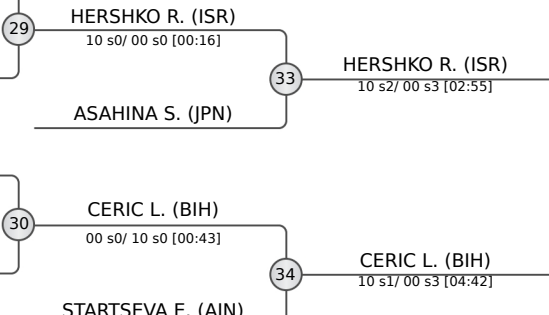 29
HERSHKO R. (ISR)
10 s0/ 00 s0 [00:16]
33
HERSHKO R. (ISR)
10 s2/ 00 s3 [02:55]
ASAHINA S. (JPN)
30
CERIC L. (BIH)
00 s0/ 10 s0 [00:43]
34
CERIC L. (BIH)
10 s1/ 00 s3 [04:42]
STARTSEVA E. (AIN)